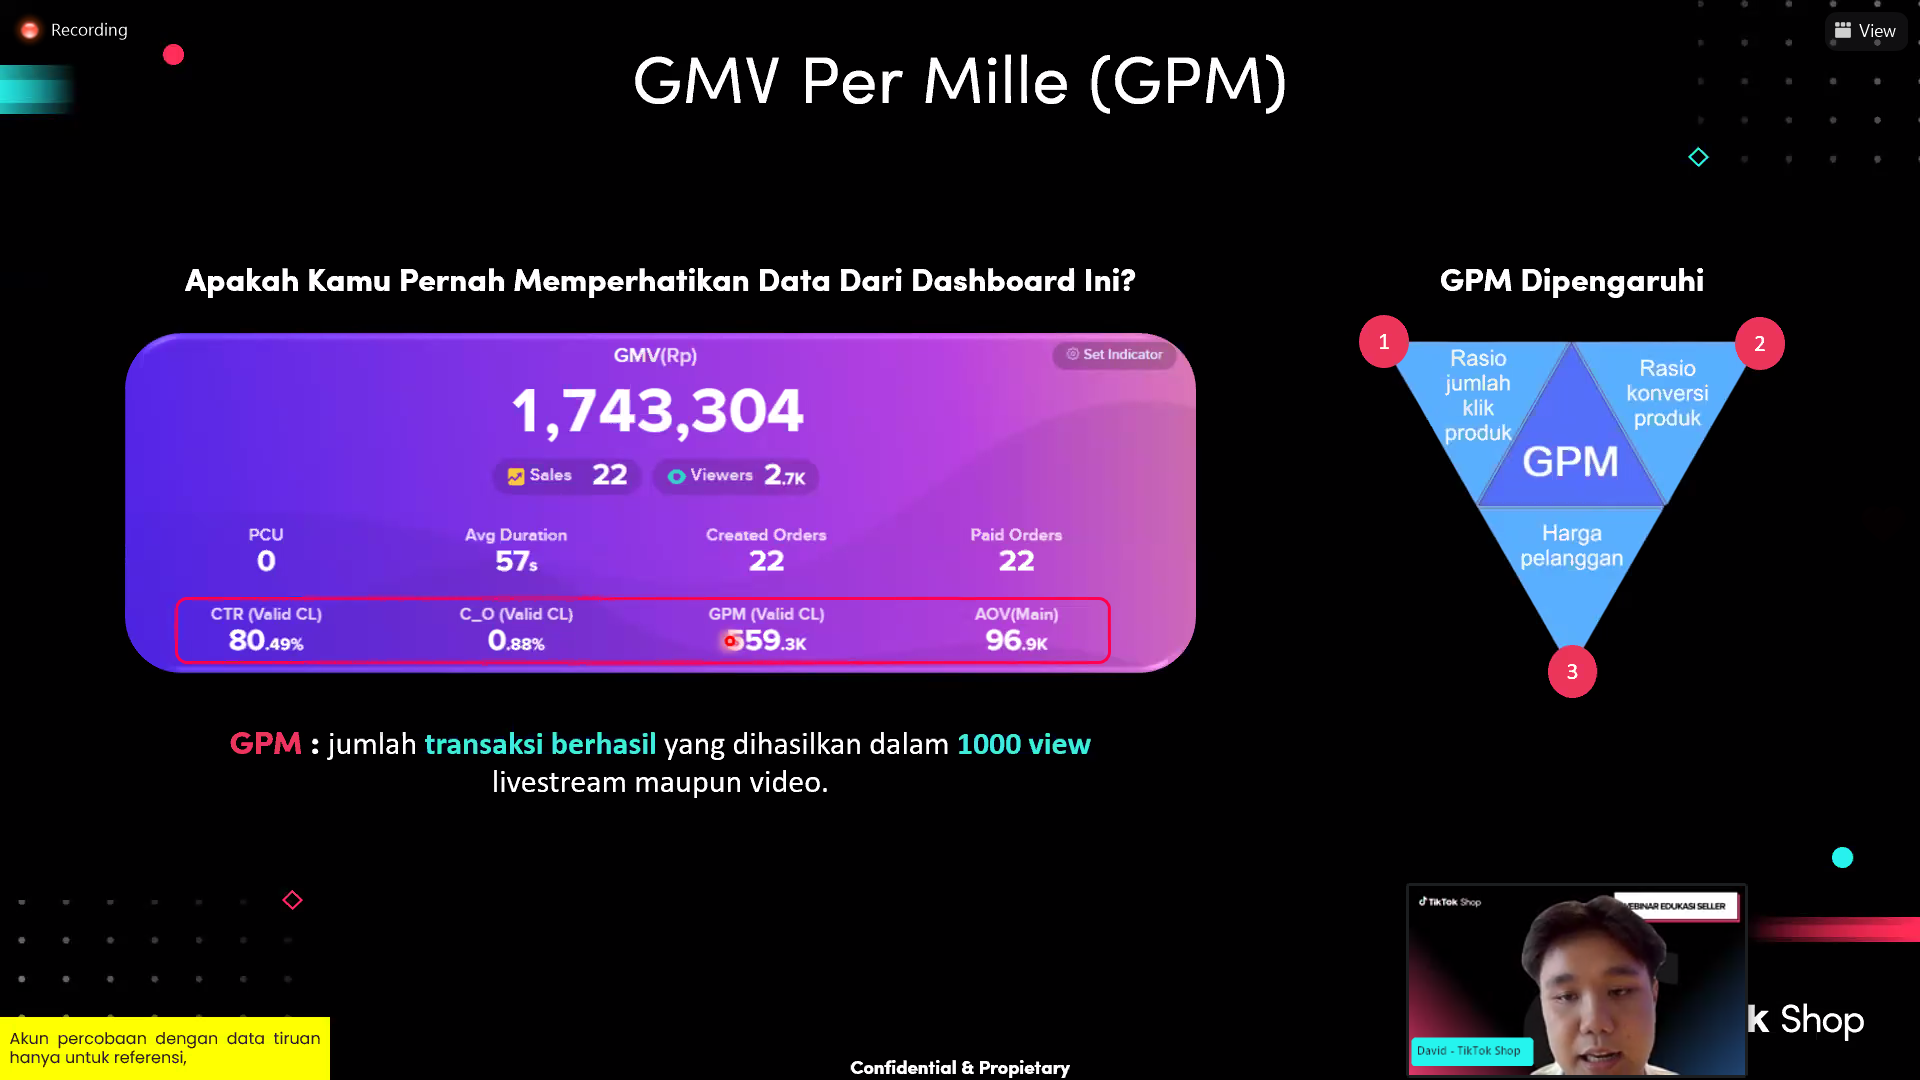 Recording
View
GMV Per Mille (GPM)
Apakah Kamu Pernah Memperhatikan Data Dari Dashboard Ini?
GMV(Rp)
Set Indicator
1,743,304
Sales 22
Viewers 2.7K
PCU
0
Avg Duration
57s
Created Orders
22
Paid Orders
22
CTR (Valid CL)
80.49%
C_O (Valid CL)
0.88%
GPM (Valid CL)
559.3K
AOV(Main)
96.9K
GPM : jumlah transaksi berhasil yang dihasilkan dalam 1000 view
livestream maupun video.
GPM Dipengaruhi
1
2
Rasio
jumlah
klik
produk
Rasio
konversi
produk
GPM
Harga
pelanggan
3
TikTok Shop
WEBINAR EDUKASI SELLER
David - TikTok Shop
k Shop
Akun percobaan dengan data tiruan
hanya untuk referensi,
Confidential & Propietary